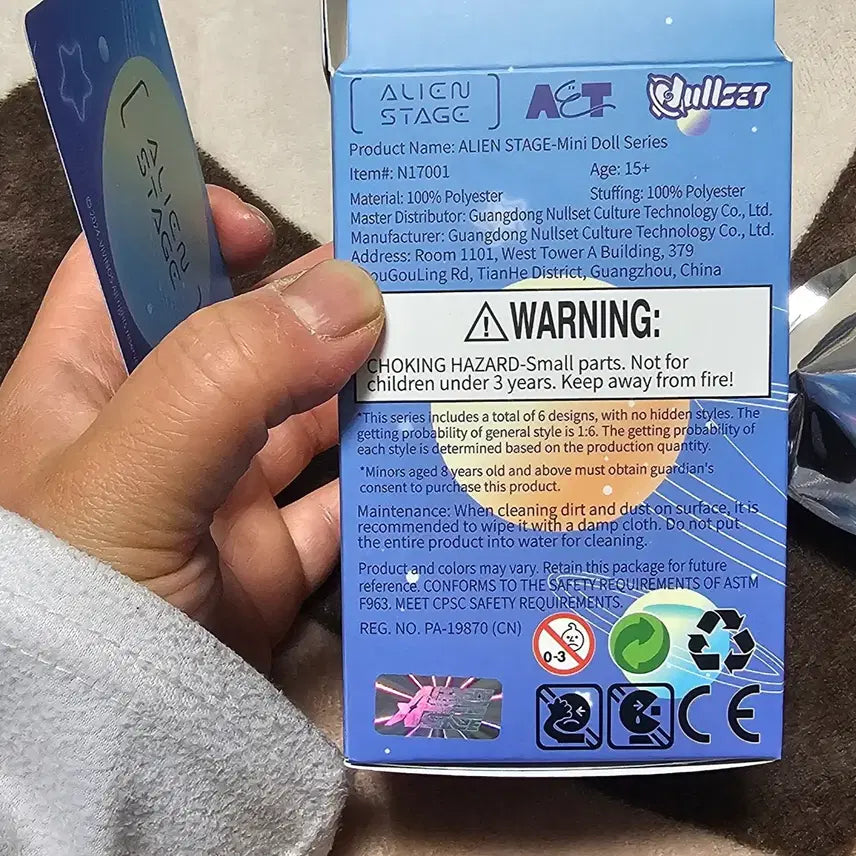 ALIEN
STAGE
AET
Nullset
Product Name: ALIEN STAGE-Mini Doll Series
Item#: N17001 Age: 15+
Material: 100% Polyester Stuffing: 100% Polyester
Master Distributor: Guangdong Nullset Culture Technology Co., Ltd.
Manufacturer: Guangdong Nullset Culture Technology Co., Ltd.
Address: Room 1101, West Tower A Building, 379
ouGouLing Rd, TianHe District, Guangzhou, China
WARNING:
CHOKING HAZARD-Small parts. Not for
children under 3 years. Keep away from fire!
*This series includes a total of 6 designs, with no hidden styles. The
getting probability of general style is 1:6. The getting probability of
each style is determined based on the production quantity.
*Minors aged 8 years old and above must obtain guardian's
consent to purchase this product.
Maintenance: When cleaning dirt and dust on surface, it is
recommended to wipe it with a damp cloth. Do not put
the entire product into water for cleaning.
Product and colors may vary. Retain this package for future
reference. CONFORMS TO THE SAFETY REQUIREMENTS OF ASTM
F963. MEET CPSC SAFETY REQUIREMENTS.
REG. NO. PA-19870 (CN)
0-3
CE
ALIEN
STAGE
© 2024 VIVINOS All rights reserved